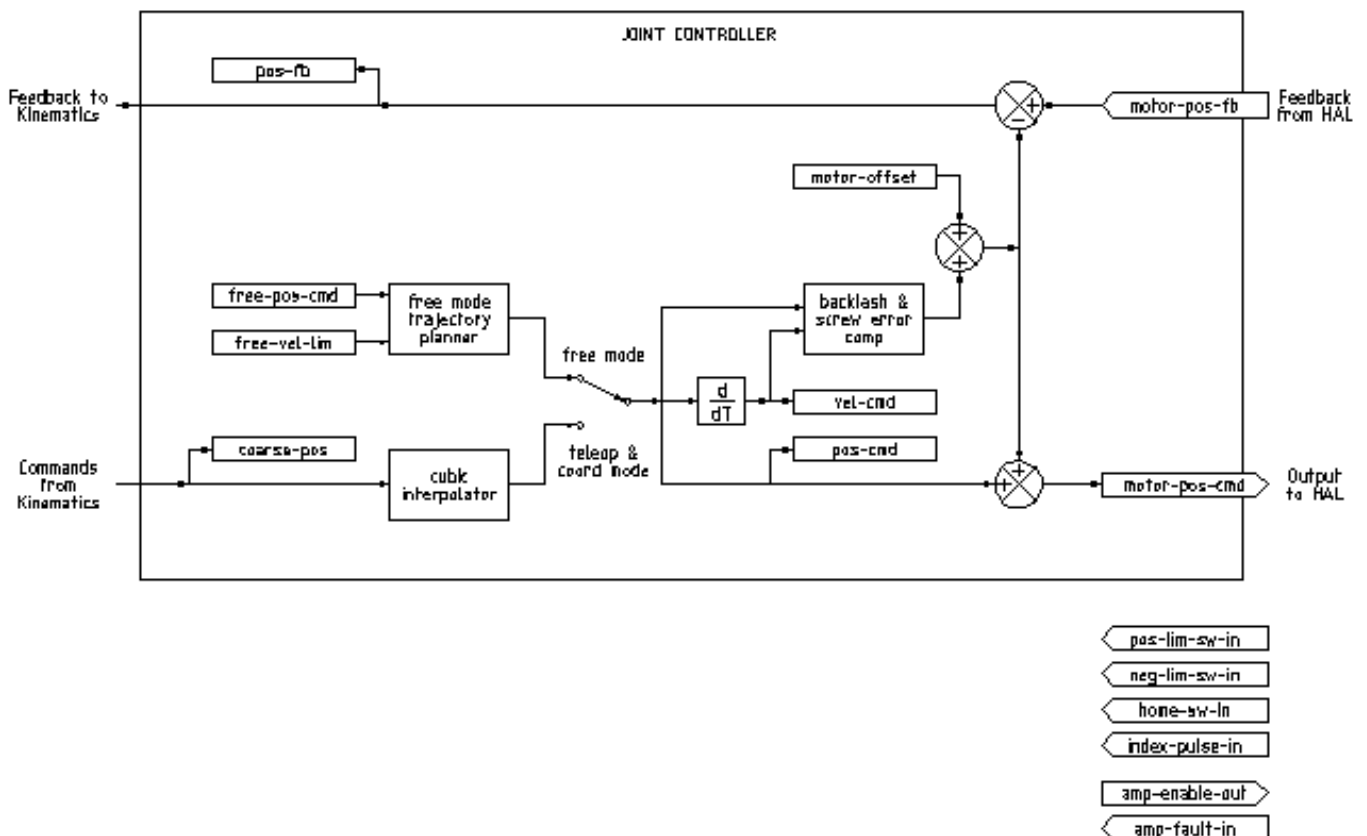 JOINT CONTROLLER
pos-fb
Feedback to
Kinematics
motor-pos-fb
Feedback
from HAL
+
−
motor-offset
+
+
free-pos-cmd
free-vel-lim
free mode
trajectory
planner
backlash &
screw error
comp
free mode
d
dT
vel-cmd
coarse-pos
teleop &
coord mode
pos-cmd
Commands
from
Kinematics
cubic
interpolator
+
+
motor-pos-cmd
Output
to HAL
pos-lim-sw-in
neg-lim-sw-in
home-sw-in
index-pulse-in
amp-enable-out
amp-fault-in